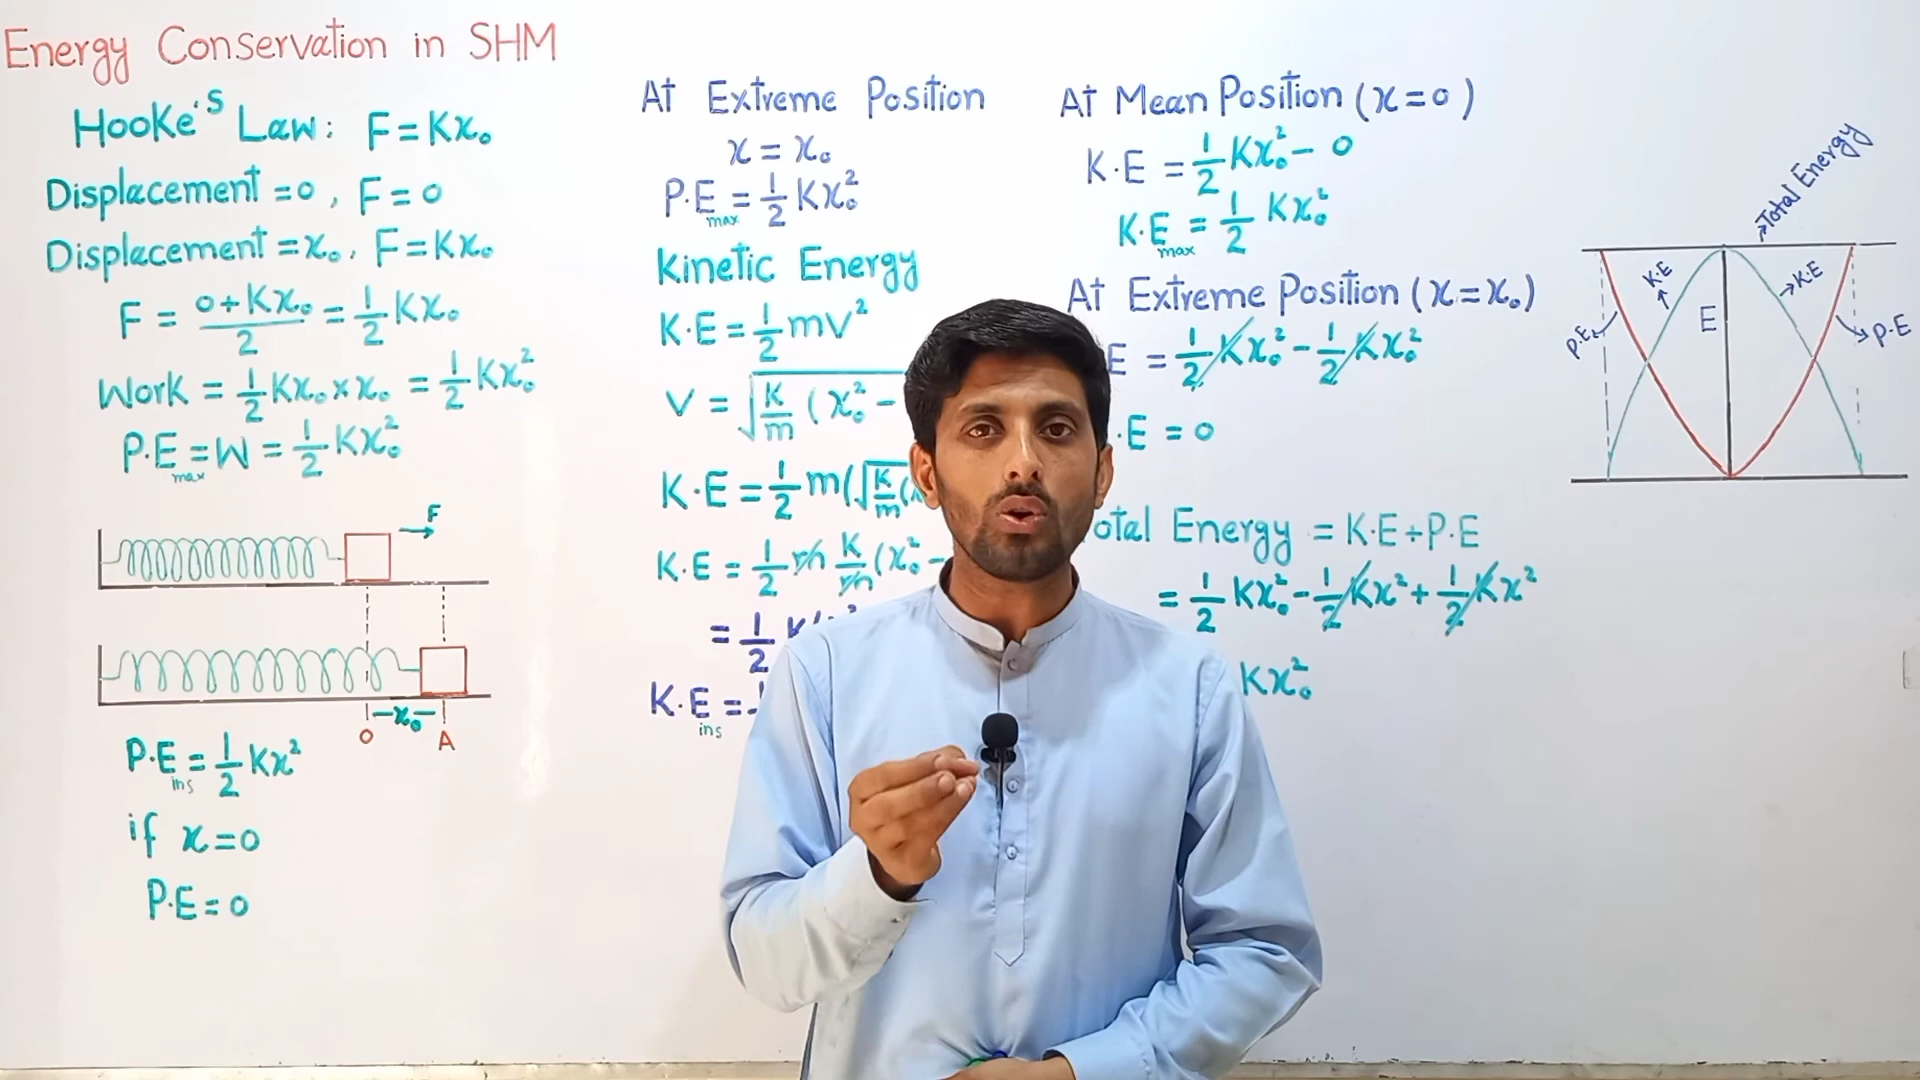 Energy Conservation in SHM
Hooke's Law: F = Kx₀
Displacement = 0, F = 0
Displacement = x₀, F = Kx₀
F = (0 + Kx₀)/2 = 1/2 Kx₀
Work = 1/2 Kx₀ × x₀ = 1/2 Kx₀²
P.E max = W = 1/2 Kx₀²
F
x₀
O A
P.E ins = 1/2 Kx²
if x = 0
P.E = 0
At Extreme Position
x = x₀
P.E max = 1/2 Kx₀²
Kinetic Energy
K.E = 1/2 mv²
V = √K/m (x₀² -
K.E = 1/2 m(√K/m (
K.E = 1/2 m K/m (x₀² -
= 1/2 K
K.E ins =
At Mean Position (x = 0)
K.E = 1/2 Kx₀² - 0
K.E max = 1/2 Kx₀²
At Extreme Position (x = x₀)
E = 1/2 Kx₀² - 1/2 Kx₀²
.E = 0
otal Energy = K.E + P.E
= 1/2 Kx₀² - 1/2 Kx² + 1/2 Kx²
Kx₀²
Total Energy
K.E
K.E
E
P.E
P.E